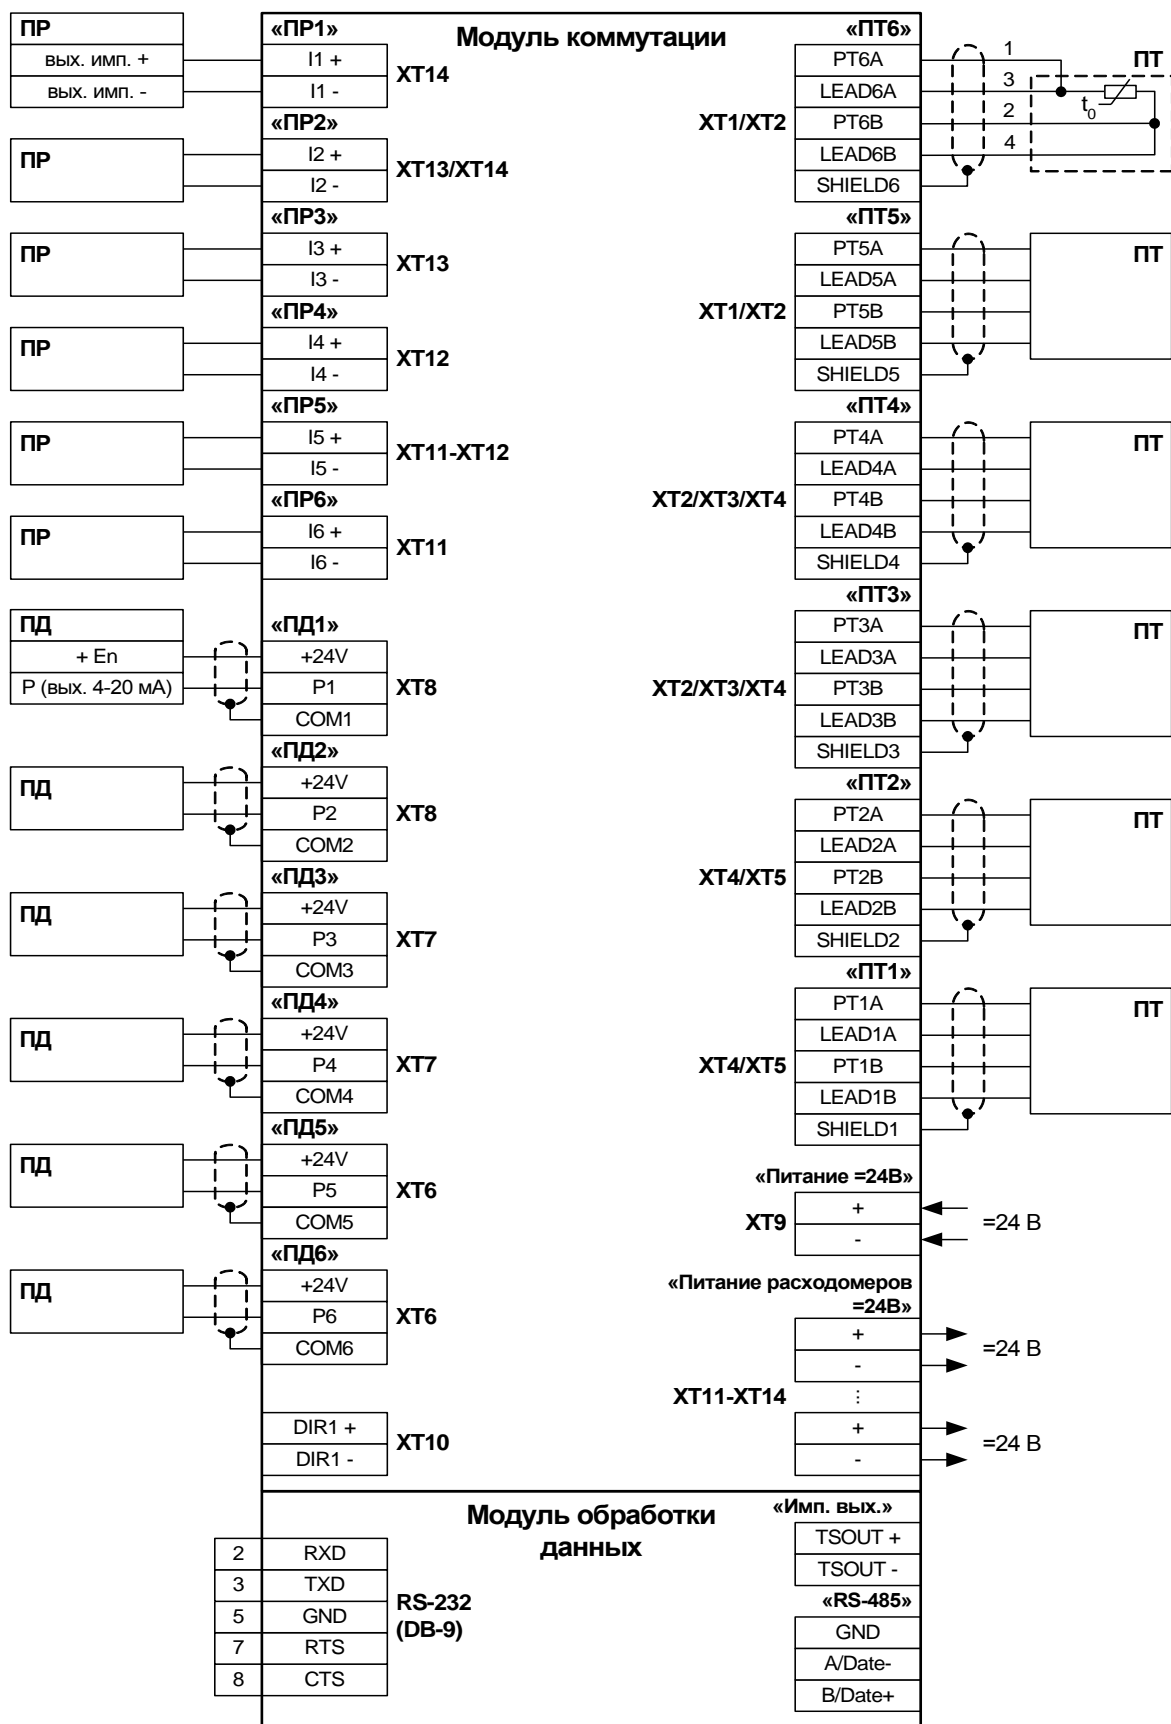 Модуль коммутации
ПР
вых. имп. +
вых. имп. -
«ПР1»
I1 +
I1 -
XT14
ПР
«ПР2»
I2 +
I2 -
XT13/XT14
ПР
«ПР3»
I3 +
I3 -
XT13
ПР
«ПР4»
I4 +
I4 -
XT12
ПР
«ПР5»
I5 +
I5 -
XT11-XT12
ПР
«ПР6»
I6 +
I6 -
XT11
ПД
+ En
P (вых. 4-20 мА)
«ПД1»
+24V
P1
COM1
XT8
ПД
«ПД2»
+24V
P2
COM2
XT8
ПД
«ПД3»
+24V
P3
COM3
XT7
ПД
«ПД4»
+24V
P4
COM4
XT7
ПД
«ПД5»
+24V
P5
COM5
XT6
ПД
«ПД6»
+24V
P6
COM6
XT6
DIR1 +
DIR1 -
XT10
«ПТ6»
XT1/XT2
PT6A
LEAD6A
PT6B
LEAD6B
SHIELD6
1
3
2
4
t0
ПТ
«ПТ5»
XT1/XT2
PT5A
LEAD5A
PT5B
LEAD5B
SHIELD5
ПТ
«ПТ4»
XT2/XT3/XT4
PT4A
LEAD4A
PT4B
LEAD4B
SHIELD4
ПТ
«ПТ3»
XT2/XT3/XT4
PT3A
LEAD3A
PT3B
LEAD3B
SHIELD3
ПТ
«ПТ2»
XT4/XT5
PT2A
LEAD2A
PT2B
LEAD2B
SHIELD2
ПТ
«ПТ1»
XT4/XT5
PT1A
LEAD1A
PT1B
LEAD1B
SHIELD1
ПТ
«Питание =24В»
XT9
+
-
=24 В
«Питание расходомеров
=24В»
+
-
=24 В
XT11-XT14
⋮
+
-
=24 В
Модуль обработки
данных
2 RXD
3 TXD
5 GND
7 RTS
8 CTS
RS-232
(DB-9)
«Имп. вых.»
TSOUT +
TSOUT -
«RS-485»
GND
A/Date-
B/Date+